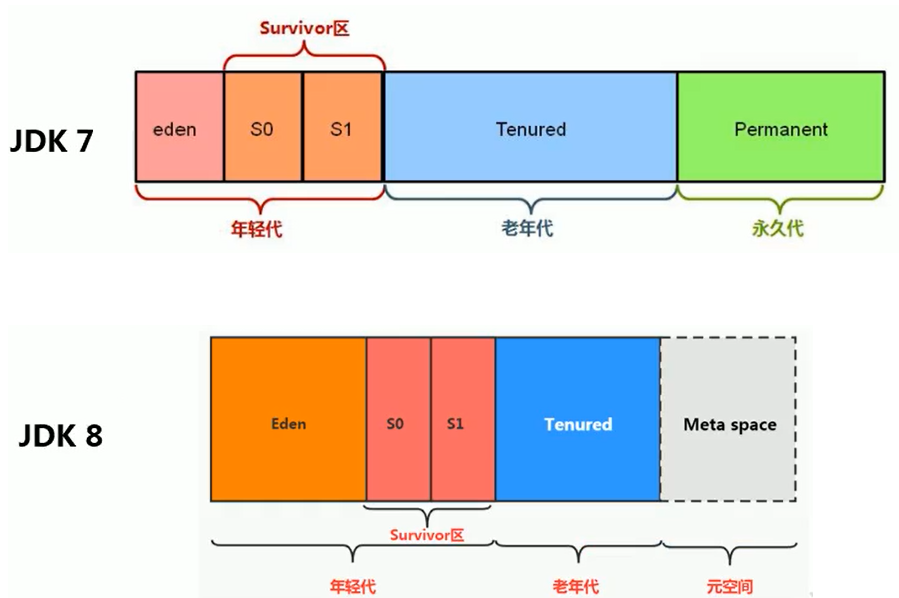 Survivor区
JDK 7
eden
S0
S1
Tenured
Permanent
年轻代
老年代
永久代
JDK 8
Eden
S0
S1
Tenured
Meta space
Survivor区
年轻代
老年代
元空间